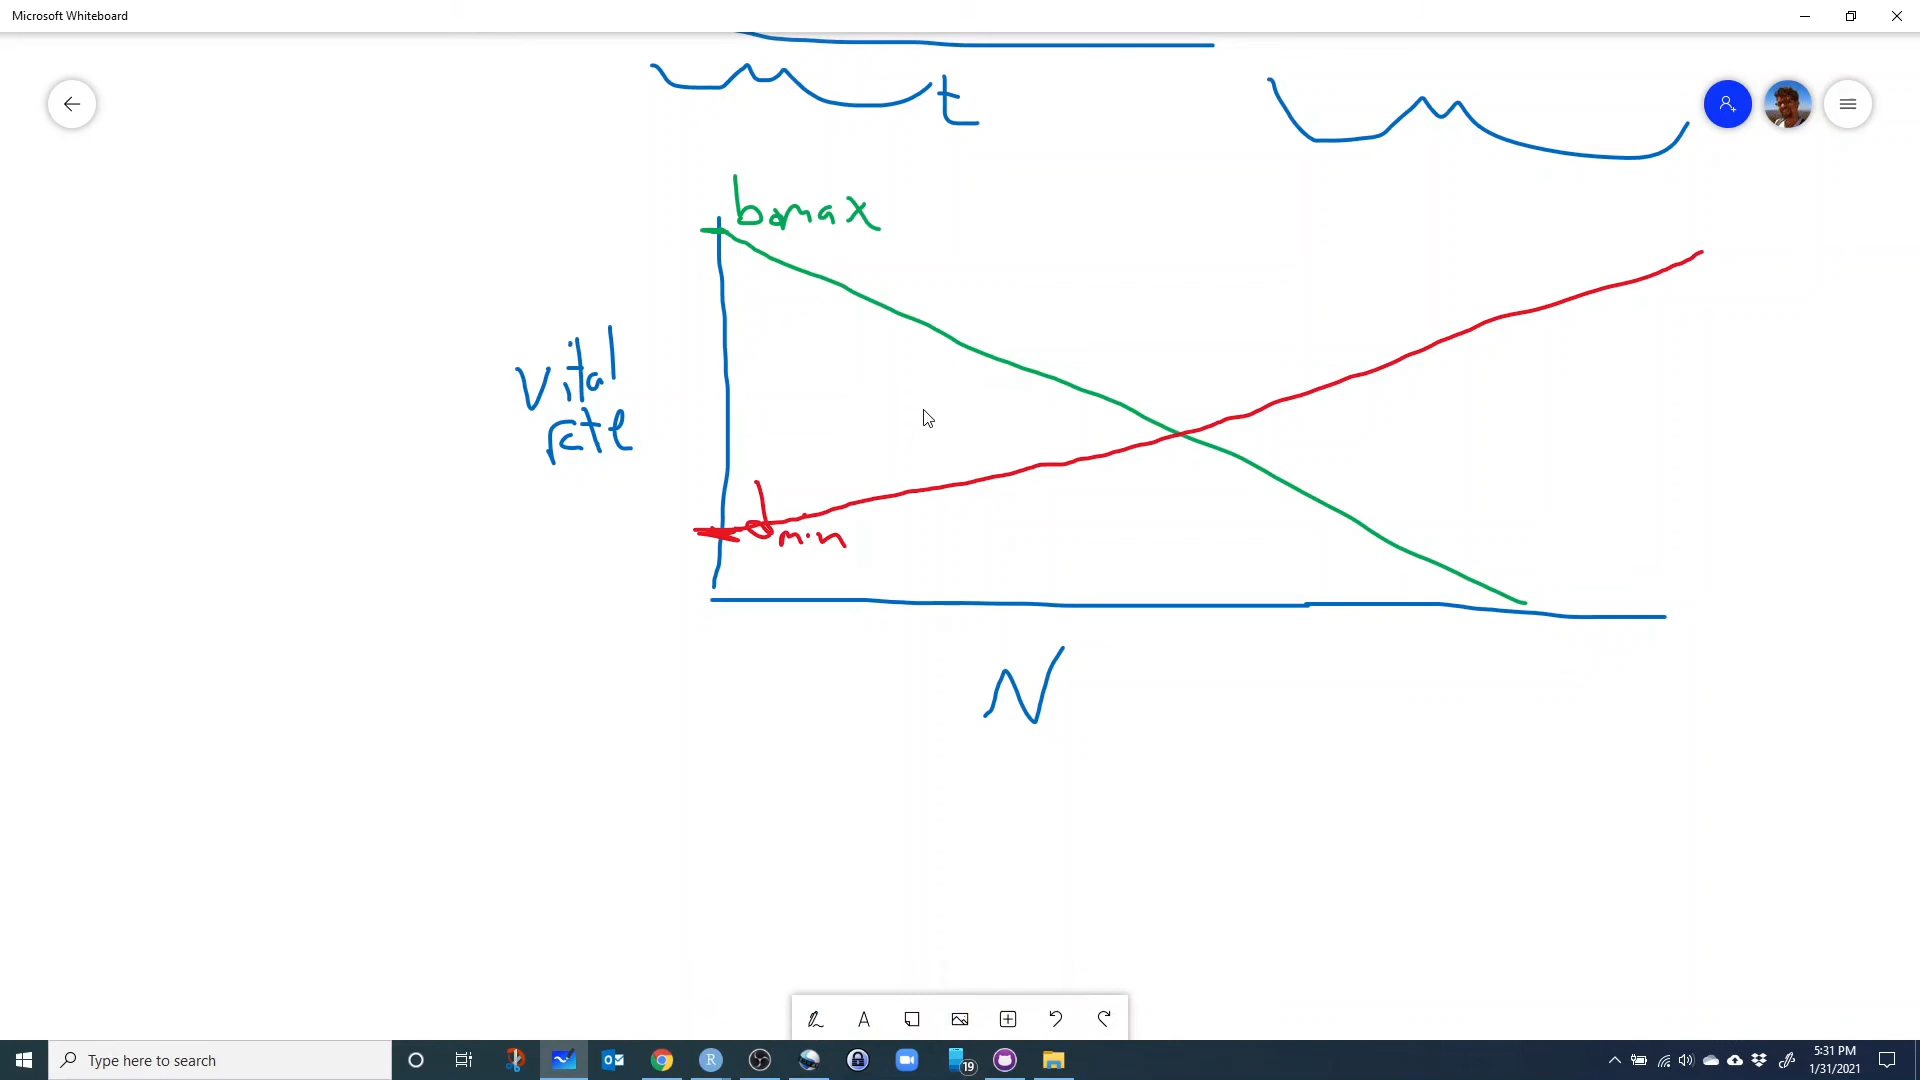 Microsoft Whiteboard
t
bmax
Vital
rate
dmin
N
A
Type here to search
R
19
5:31 PM
1/31/2021